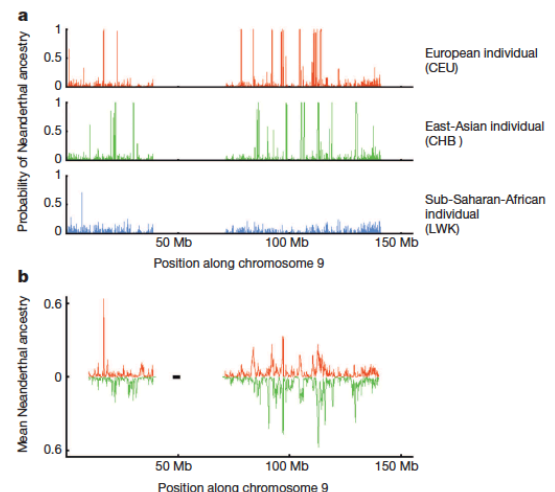 a
Probability of Neanderthal ancestry
1
0.5
0
European individual
(CEU)
1
0.5
0
East-Asian individual
(CHB )
1
0.5
0
Sub-Saharan-African
individual
(LWK)
50 Mb 100 Mb 150 Mb
Position along chromosome 9
b
Mean Neanderthal ancestry
0.6
0
0.6
50 Mb 100 Mb 150 Mb
Position along chromosome 9